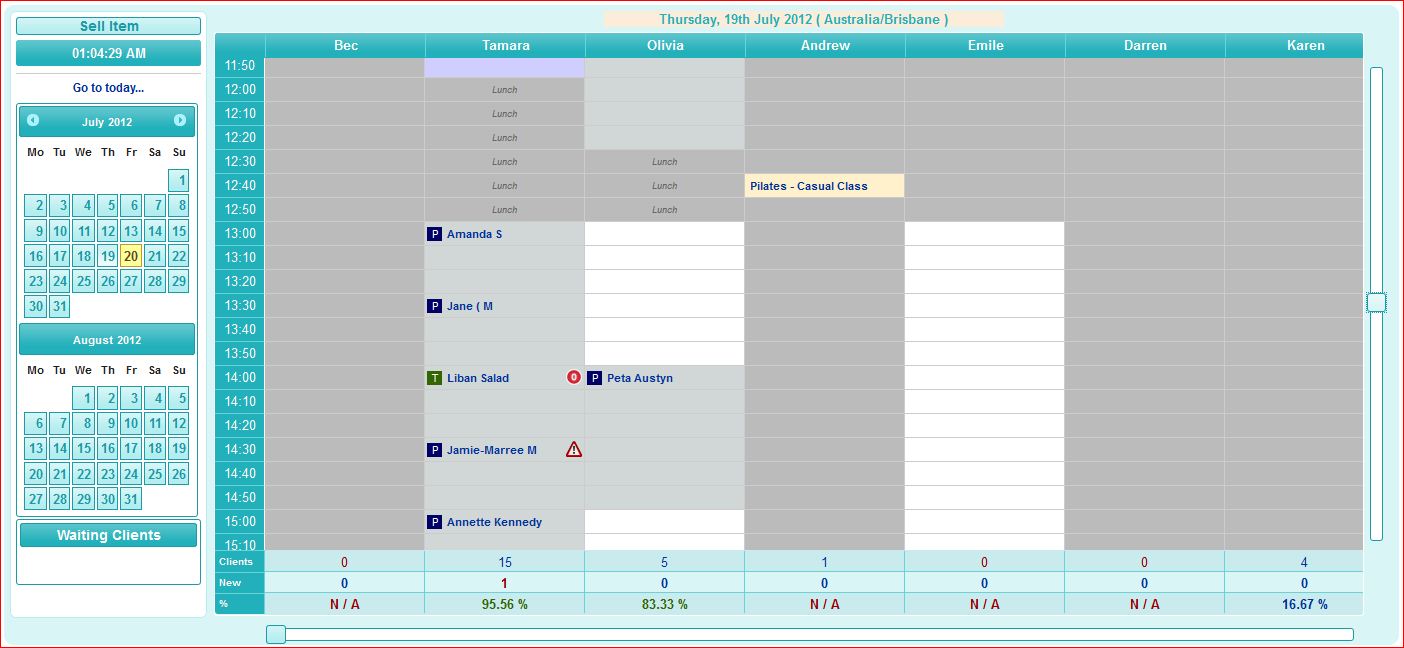 Sell Item
01:04:29 AM
Go to today...
July 2012
Mo Tu We Th Fr Sa Su
1
2 3 4 5 6 7 8
9 10 11 12 13 14 15
16 17 18 19 20 21 22
23 24 25 26 27 28 29
30 31
August 2012
Mo Tu We Th Fr Sa Su
1 2 3 4 5
6 7 8 9 10 11 12
13 14 15 16 17 18 19
20 21 22 23 24 25 26
27 28 29 30 31
Waiting Clients
Thursday, 19th July 2012 ( Australia/Brisbane )
Bec Tamara Olivia Andrew Emile Darren Karen
11:50
12:00 Lunch
12:10 Lunch
12:20 Lunch
12:30 Lunch Lunch
12:40 Lunch Lunch Pilates - Casual Class
12:50 Lunch Lunch
13:00 P Amanda S
13:10
13:20
13:30 P Jane ( M
13:40
13:50
14:00 T Liban Salad 0 P Peta Austyn
14:10
14:20
14:30 P Jamie-Marree M
14:40
14:50
15:00 P Annette Kennedy
15:10
Clients 0 15 5 1 0 0 4
New 0 1 0 0 0 0 0
% N / A 95.56 % 83.33 % N / A N / A N / A 16.67 %